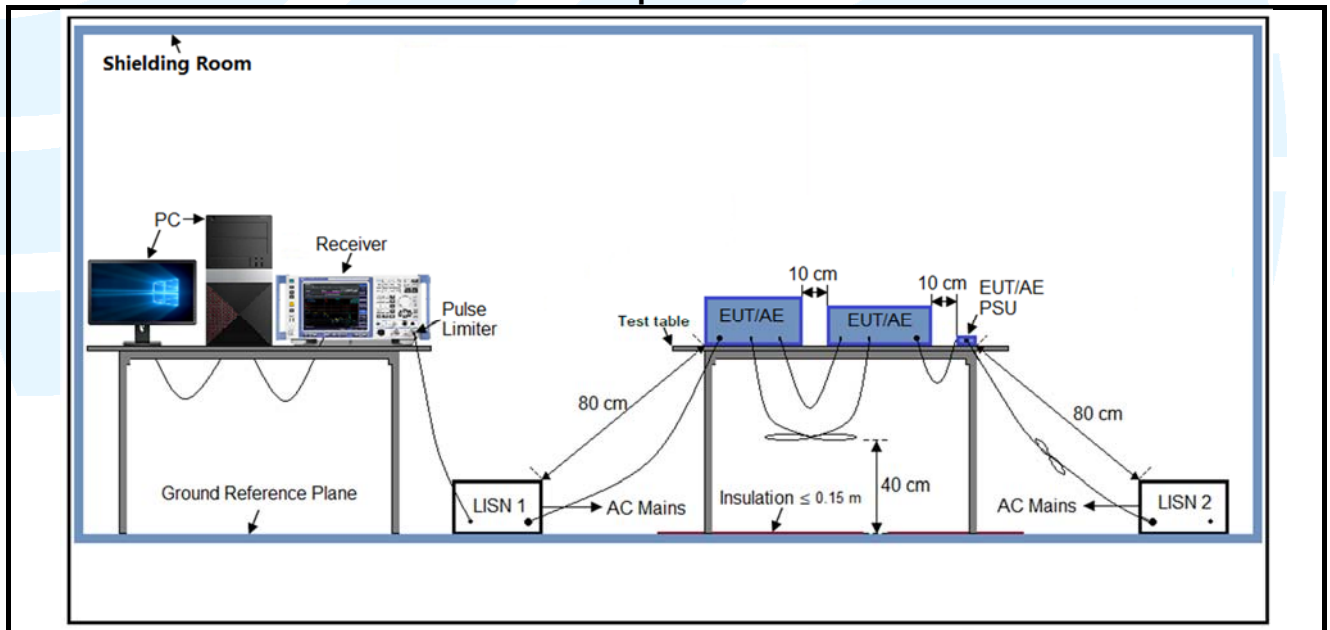 Shielding Room
PC
Receiver
Pulse
Limiter
Test table
EUT/AE
10 cm
EUT/AE
10 cm
EUT/AE
PSU
80 cm
80 cm
40 cm
Ground Reference Plane
LISN 1
AC Mains
Insulation ≤ 0.15 m
AC Mains
LISN 2